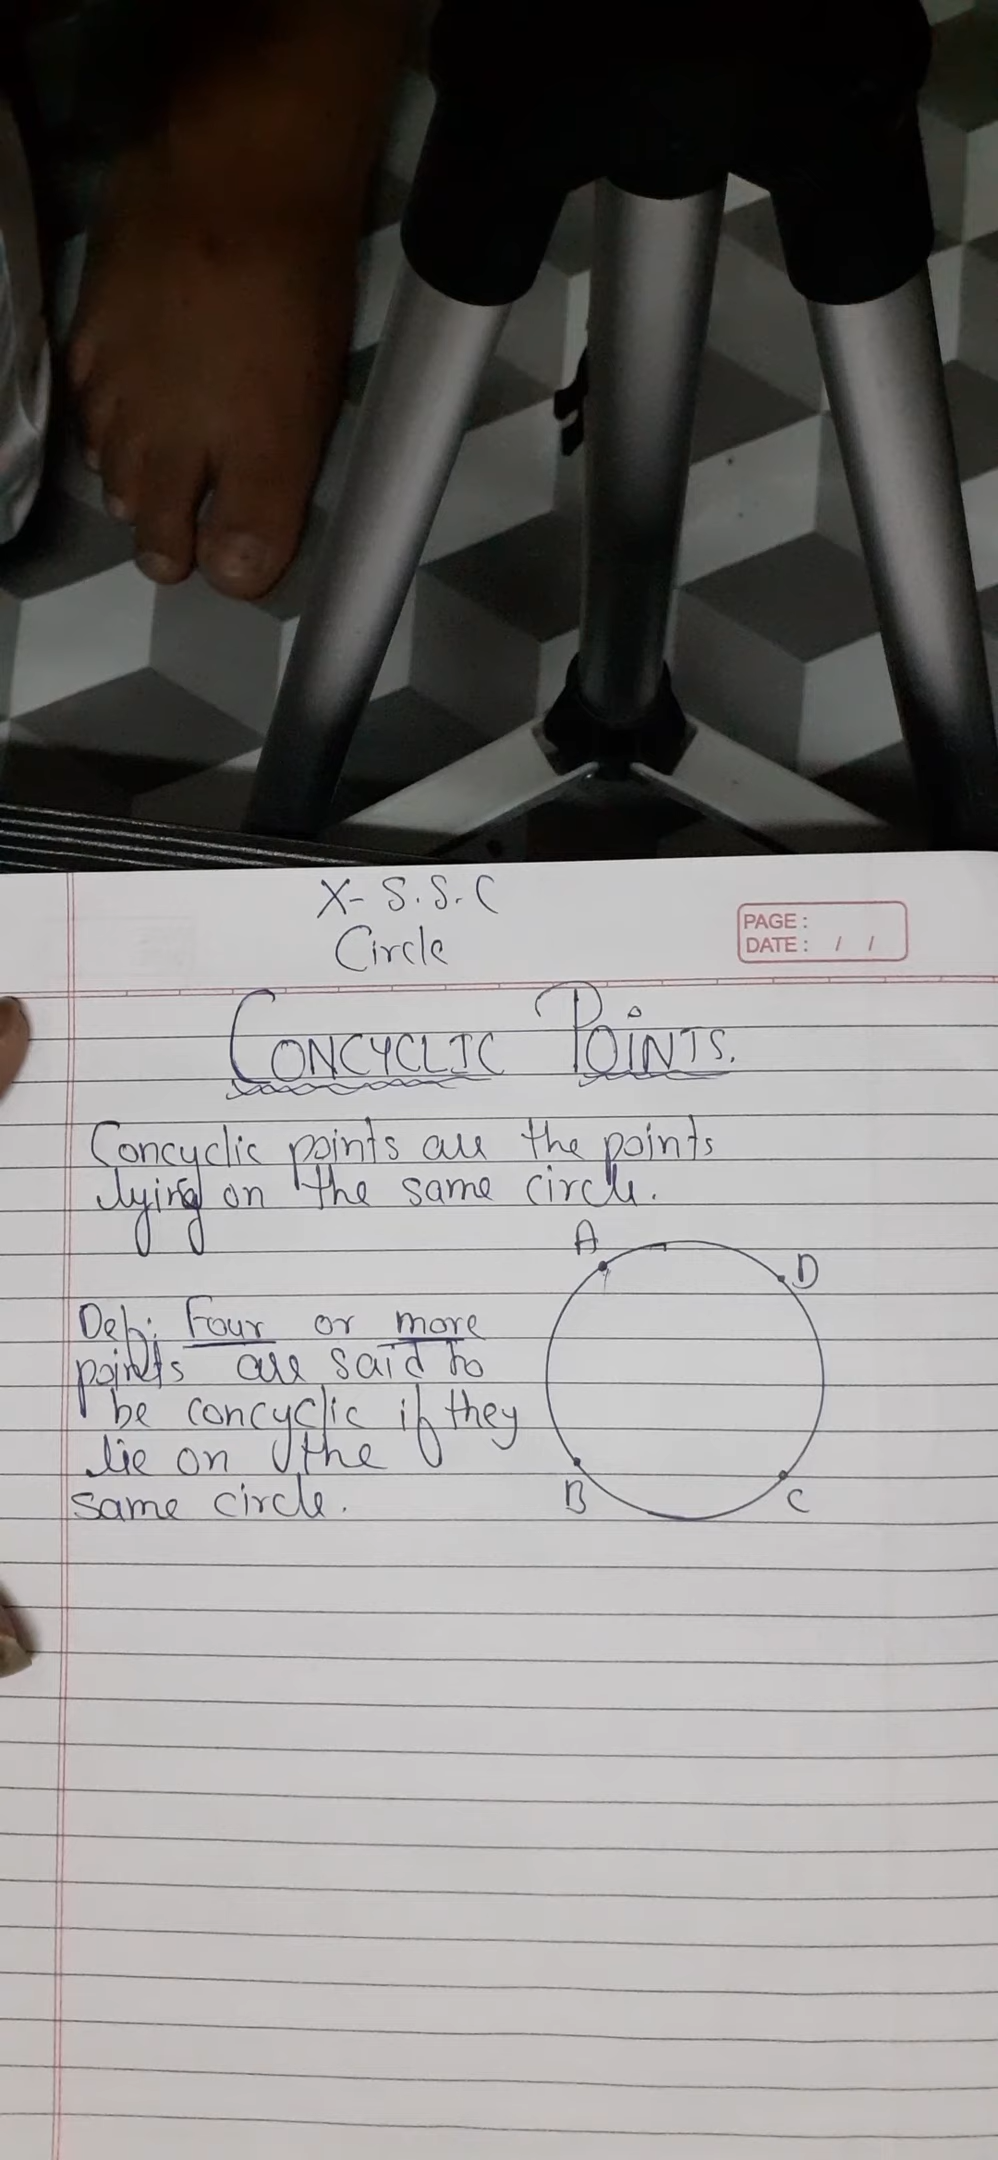 X- S.S.C
Circle
PAGE :
DATE : / /
CONCYCLIC POINTS.
Concyclic points are the points
lying on the same circle.
A
D
Def: Four or more
points are said to
be concyclic if they
lie on the
same circle.
B
C